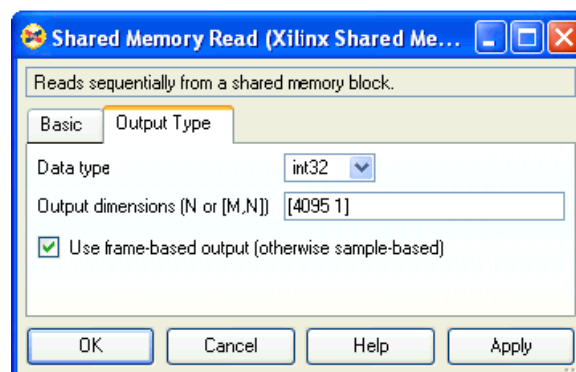 Shared Memory Read (Xilinx Shared Me...
Reads sequentially from a shared memory block.
Basic Output Type
Data type int32
Output dimensions (N or [M,N]) [4095 1]
Use frame-based output (otherwise sample-based)
OK Cancel Help Apply